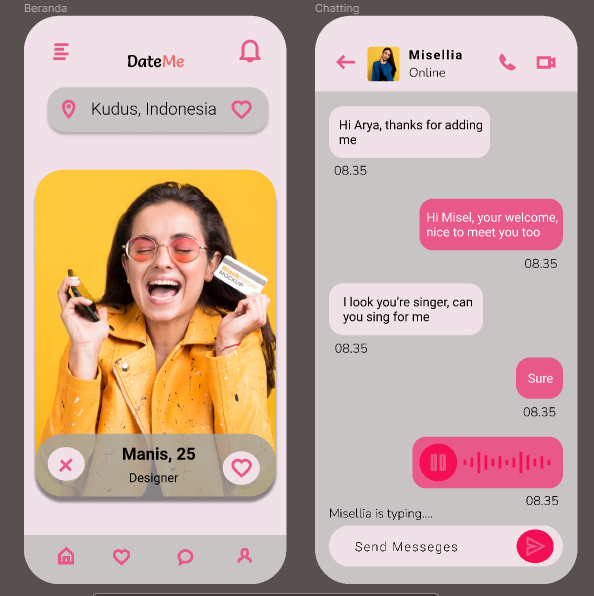 Beranda
DateMe
Kudus, Indonesia
Manis, 25
Designer
Chatting
Misellia
Online
Hi Arya, thanks for adding
me
08.35
Hi Misel, your welcome,
nice to meet you too
08.35
I look you're singer, can
you sing for me
08.35
Sure
08.35
08.35
Misellia is typing....
Send Messeges